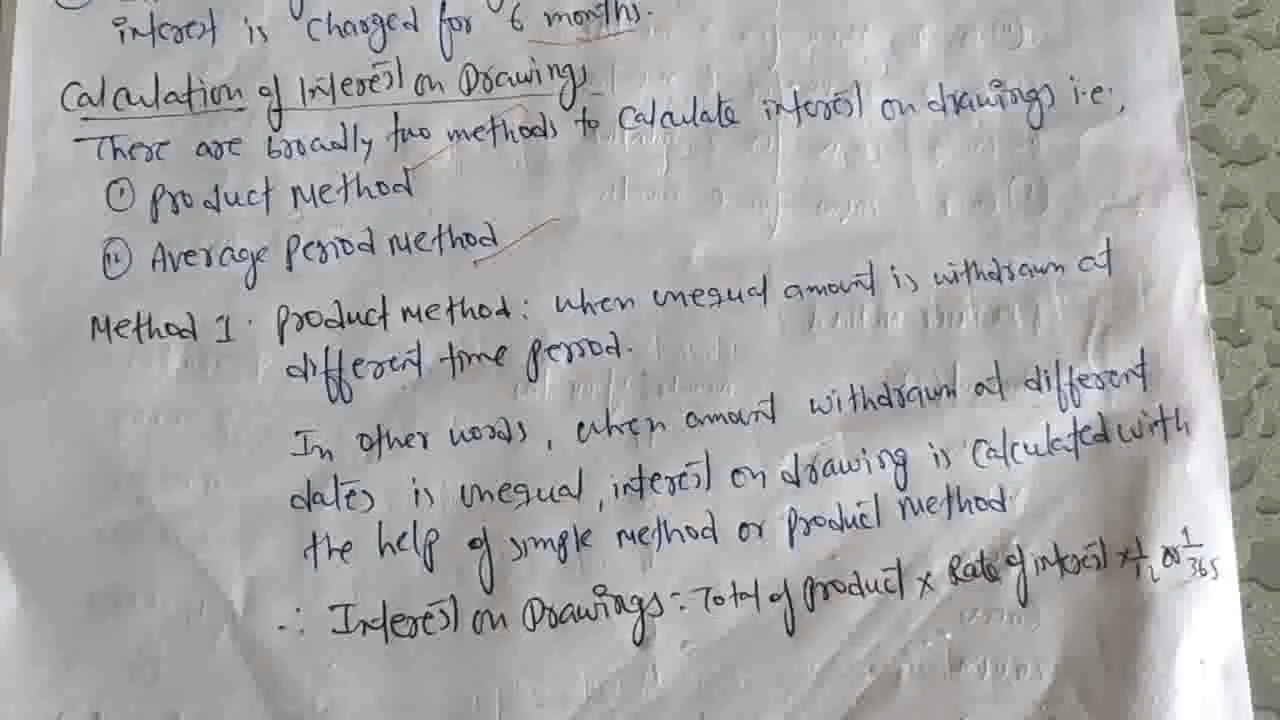 interest is charged for 6 months.
Calculation of Interest on Drawings
There are broadly two methods to calculate interest on drawings i.e.,
(i) Product Method
(ii) Average Period Method
Method 1: Product Method: When unequal amount is withdrawn at
different time period.
In other words, when amount withdrawn at different
dates is unequal, interest on drawing is calculated with
the help of simple method or product method.
∴ Interest on Drawings = Total of product × Rate of interest × 1/12 or 1/365